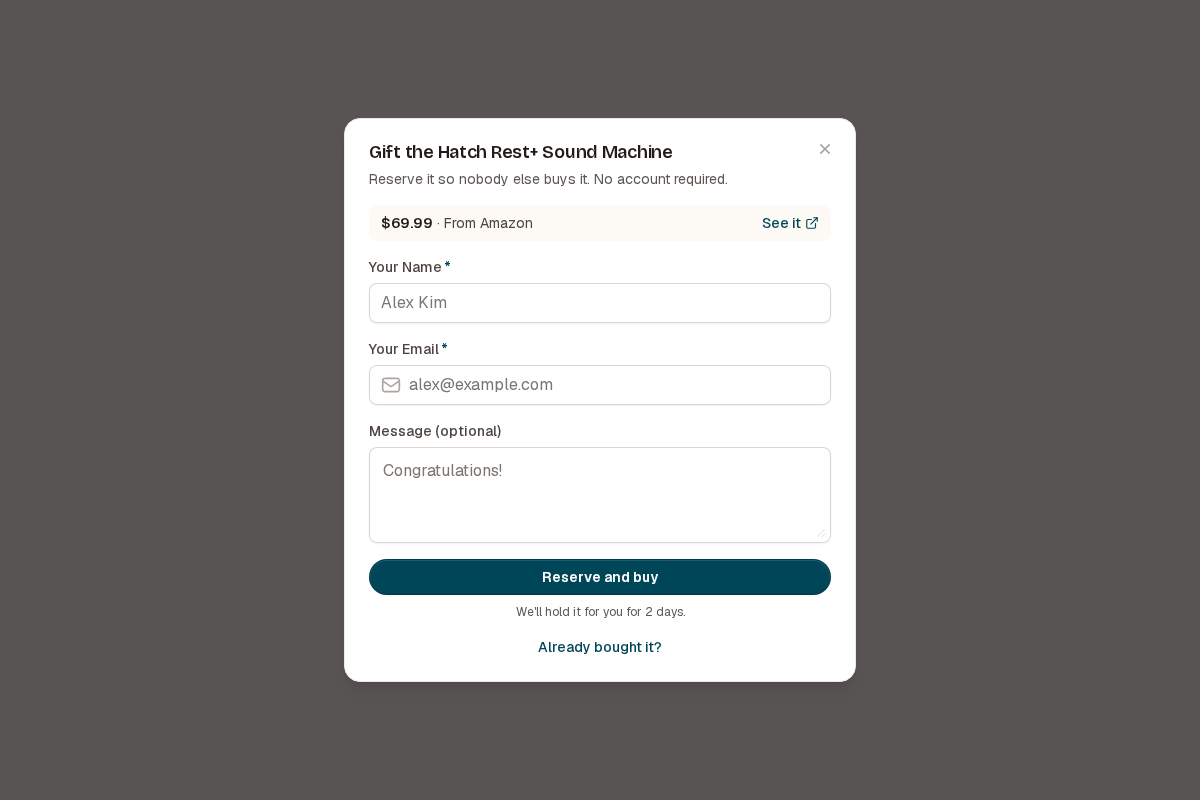 Gift the Hatch Rest+ Sound Machine
Reserve it so nobody else buys it. No account required.
$69.99 · From Amazon See it
Your Name *
Alex Kim
Your Email *
alex@example.com
Message (optional)
Congratulations!
Reserve and buy
We'll hold it for you for 2 days.
Already bought it?